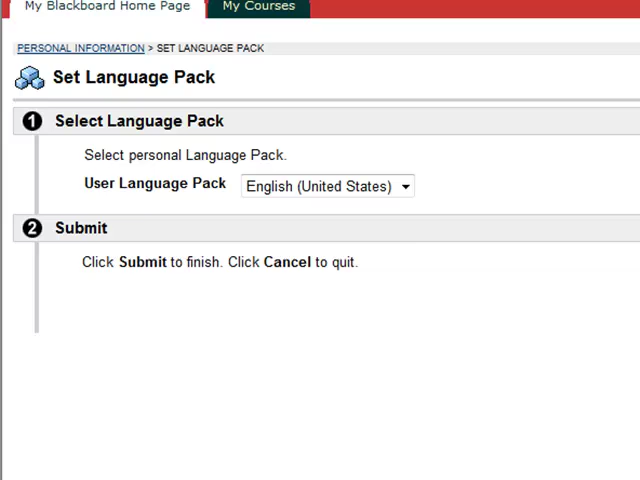 My Blackboard Home Page My Courses
PERSONAL INFORMATION > SET LANGUAGE PACK
Set Language Pack
1 Select Language Pack
Select personal Language Pack.
User Language Pack English (United States)
2 Submit
Click Submit to finish. Click Cancel to quit.